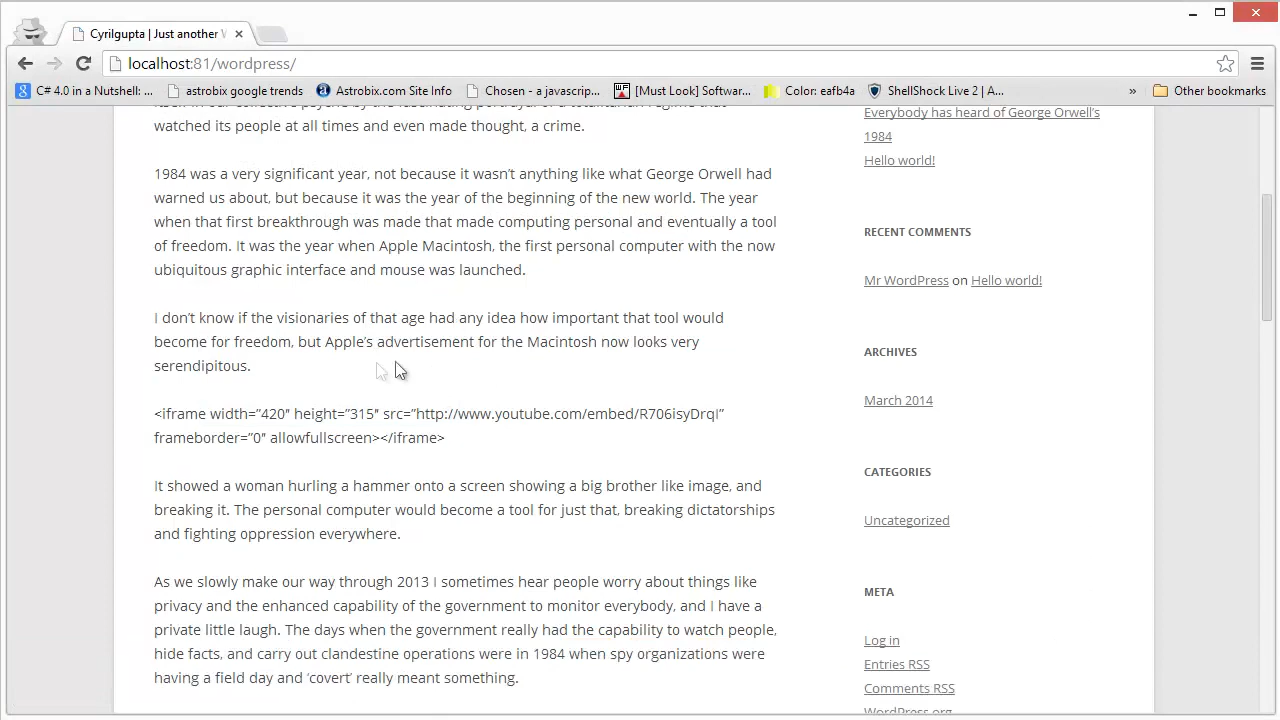 Cyrilgupta | Just another W
localhost:81/wordpress/
C# 4.0 in a Nutshell: ...
astrobix google trends
Astrobix.com Site Info
Chosen - a javascrip...
[Must Look] Softwar...
Color: eafb4a
ShellShock Live 2 | A...
»
Other bookmarks
watched its people at all times and even made thought, a crime.
1984 was a very significant year, not because it wasn't anything like what George Orwell had
warned us about, but because it was the year of the beginning of the new world. The year
when that first breakthrough was made that made computing personal and eventually a tool
of freedom. It was the year when Apple Macintosh, the first personal computer with the now
ubiquitous graphic interface and mouse was launched.
I don't know if the visionaries of that age had any idea how important that tool would
become for freedom, but Apple's advertisement for the Macintosh now looks very
serendipitous.
<iframe width=”420″ height=”315″ src=”http://www.youtube.com/embed/R706isyDrqI”
frameborder=”0″ allowfullscreen></iframe>
It showed a woman hurling a hammer onto a screen showing a big brother like image, and
breaking it. The personal computer would become a tool for just that, breaking dictatorships
and fighting oppression everywhere.
As we slowly make our way through 2013 I sometimes hear people worry about things like
privacy and the enhanced capability of the government to monitor everybody, and I have a
private little laugh. The days when the government really had the capability to watch people,
hide facts, and carry out clandestine operations were in 1984 when spy organizations were
having a field day and ‘covert’ really meant something.
Everybody has heard of George Orwell's
1984
Hello world!
RECENT COMMENTS
Mr WordPress on Hello world!
ARCHIVES
March 2014
CATEGORIES
Uncategorized
META
Log in
Entries RSS
Comments RSS
WordPress.org